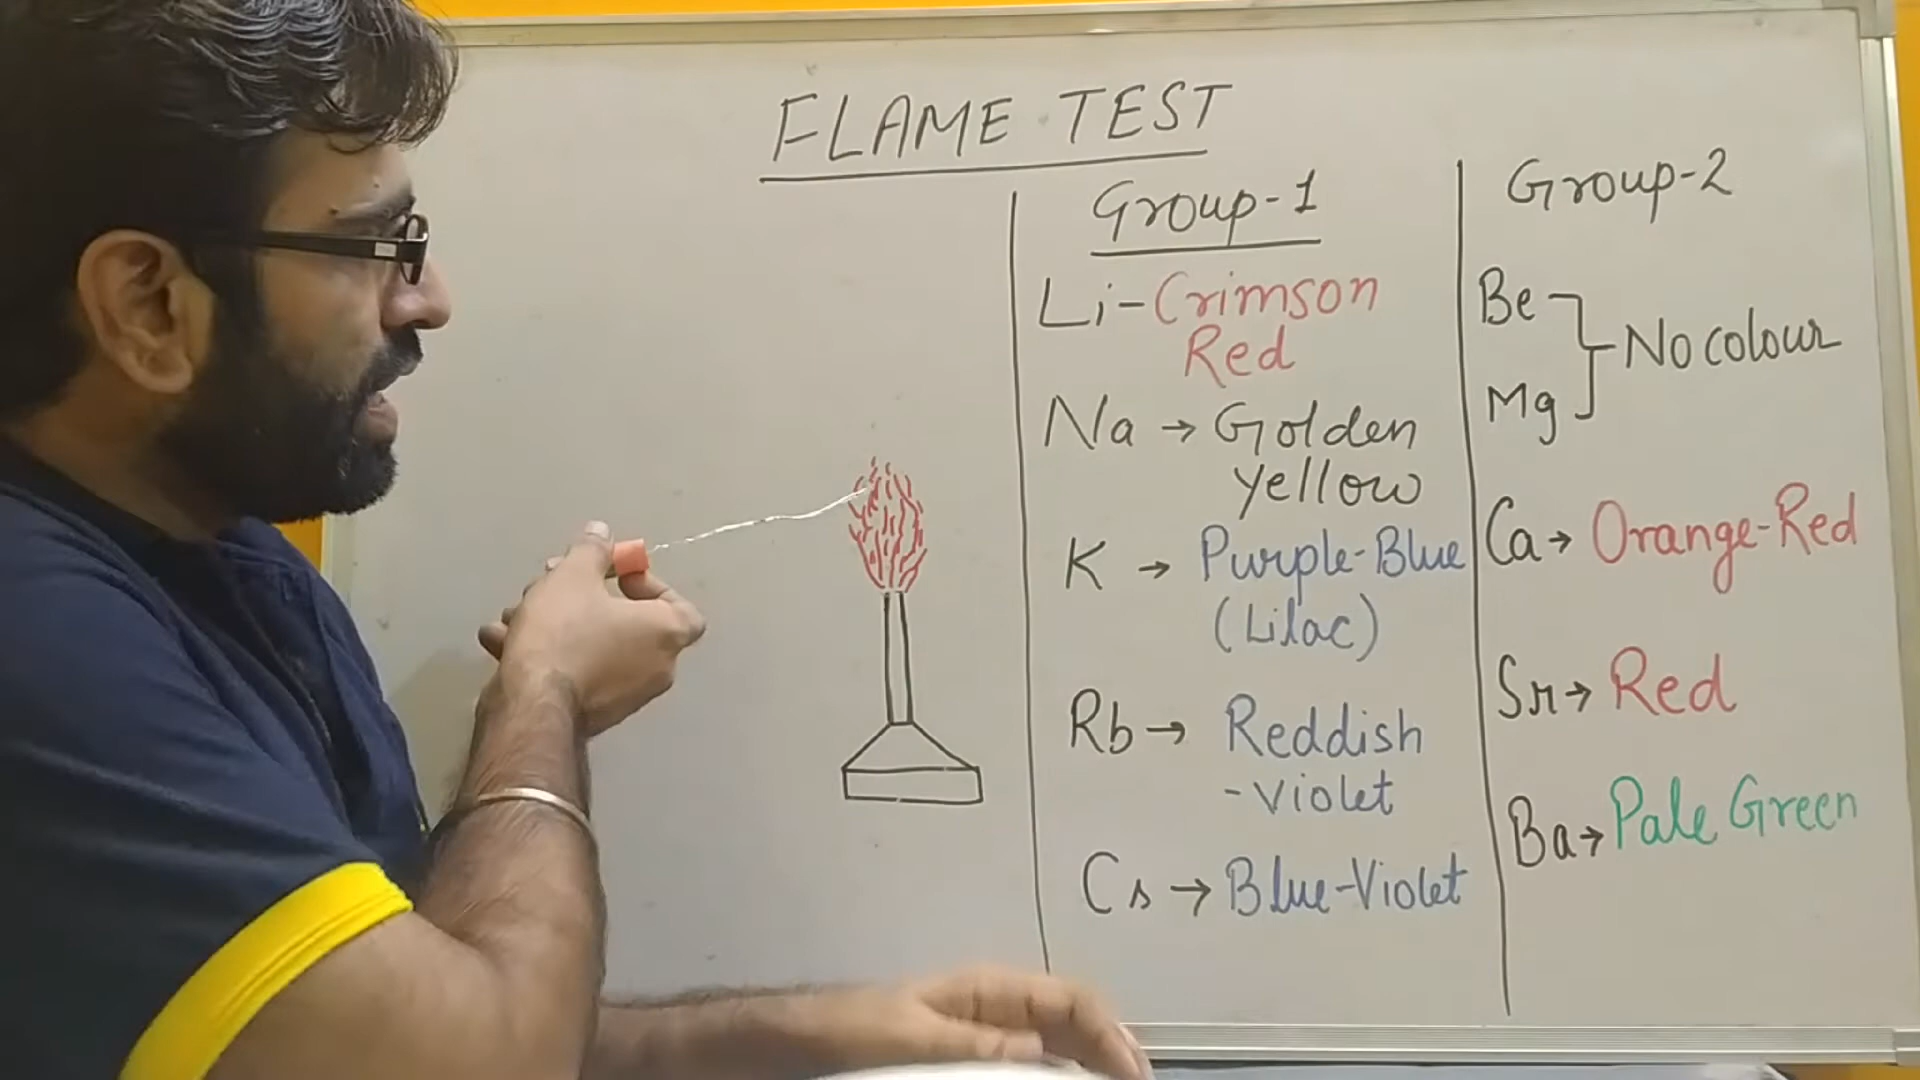 FLAME TEST
Group-1
Li-Crimson
Red
Na → Golden
yellow
K → Purple-Blue
(Lilac)
Rb → Reddish
-violet
Cs → Blue-Violet
Group-2
Be
No colour
Mg
Ca → Orange-Red
Sr → Red
Ba → Pale Green